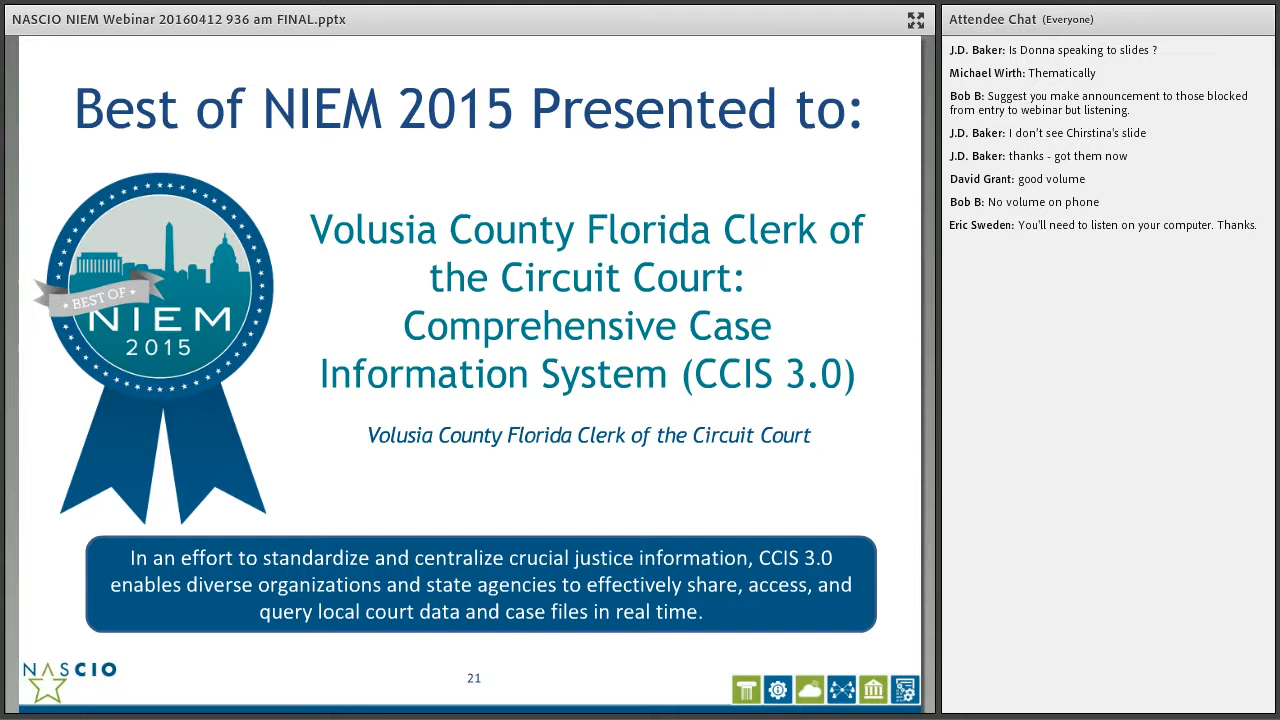 NASCIO NIEM Webinar 20160412 936 am FINAL.pptx
Best of NIEM 2015 Presented to:
★ BEST OF ★
NIEM
2015
Volusia County Florida Clerk of
the Circuit Court:
Comprehensive Case
Information System (CCIS 3.0)
Volusia County Florida Clerk of the Circuit Court
In an effort to standardize and centralize crucial justice information, CCIS 3.0
enables diverse organizations and state agencies to effectively share, access, and
query local court data and case files in real time.
NASCIO
21
Attendee Chat (Everyone)
J.D. Baker: Is Donna speaking to slides ?
Michael Wirth: Thematically
Bob B: Suggest you make announcement to those blocked
from entry to webinar but listening.
J.D. Baker: I don't see Chirstina's slide
J.D. Baker: thanks - got them now
David Grant: good volume
Bob B: No volume on phone
Eric Sweden: You'll need to listen on your computer. Thanks.